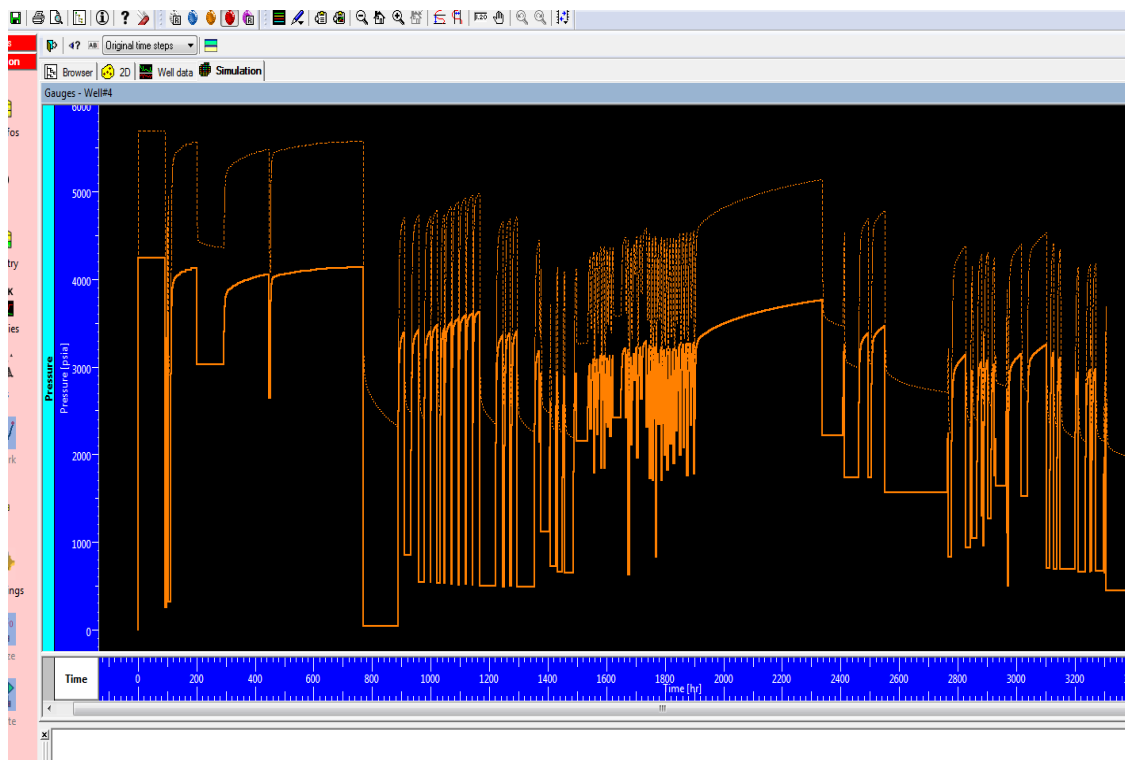 on
Original time steps
Browser
2D
Well data
Simulation
Gauges - Well#4
fos
try
K
ies
A
rk
ngs
ze
te
Pressure
Pressure [psia]
6000
5000
4000
3000
2000
1000
0
Time
0 200 400 600 800 1000 1200 1400 1600 1800 2000 2200 2400 2600 2800 3000 3200
Time [hr]